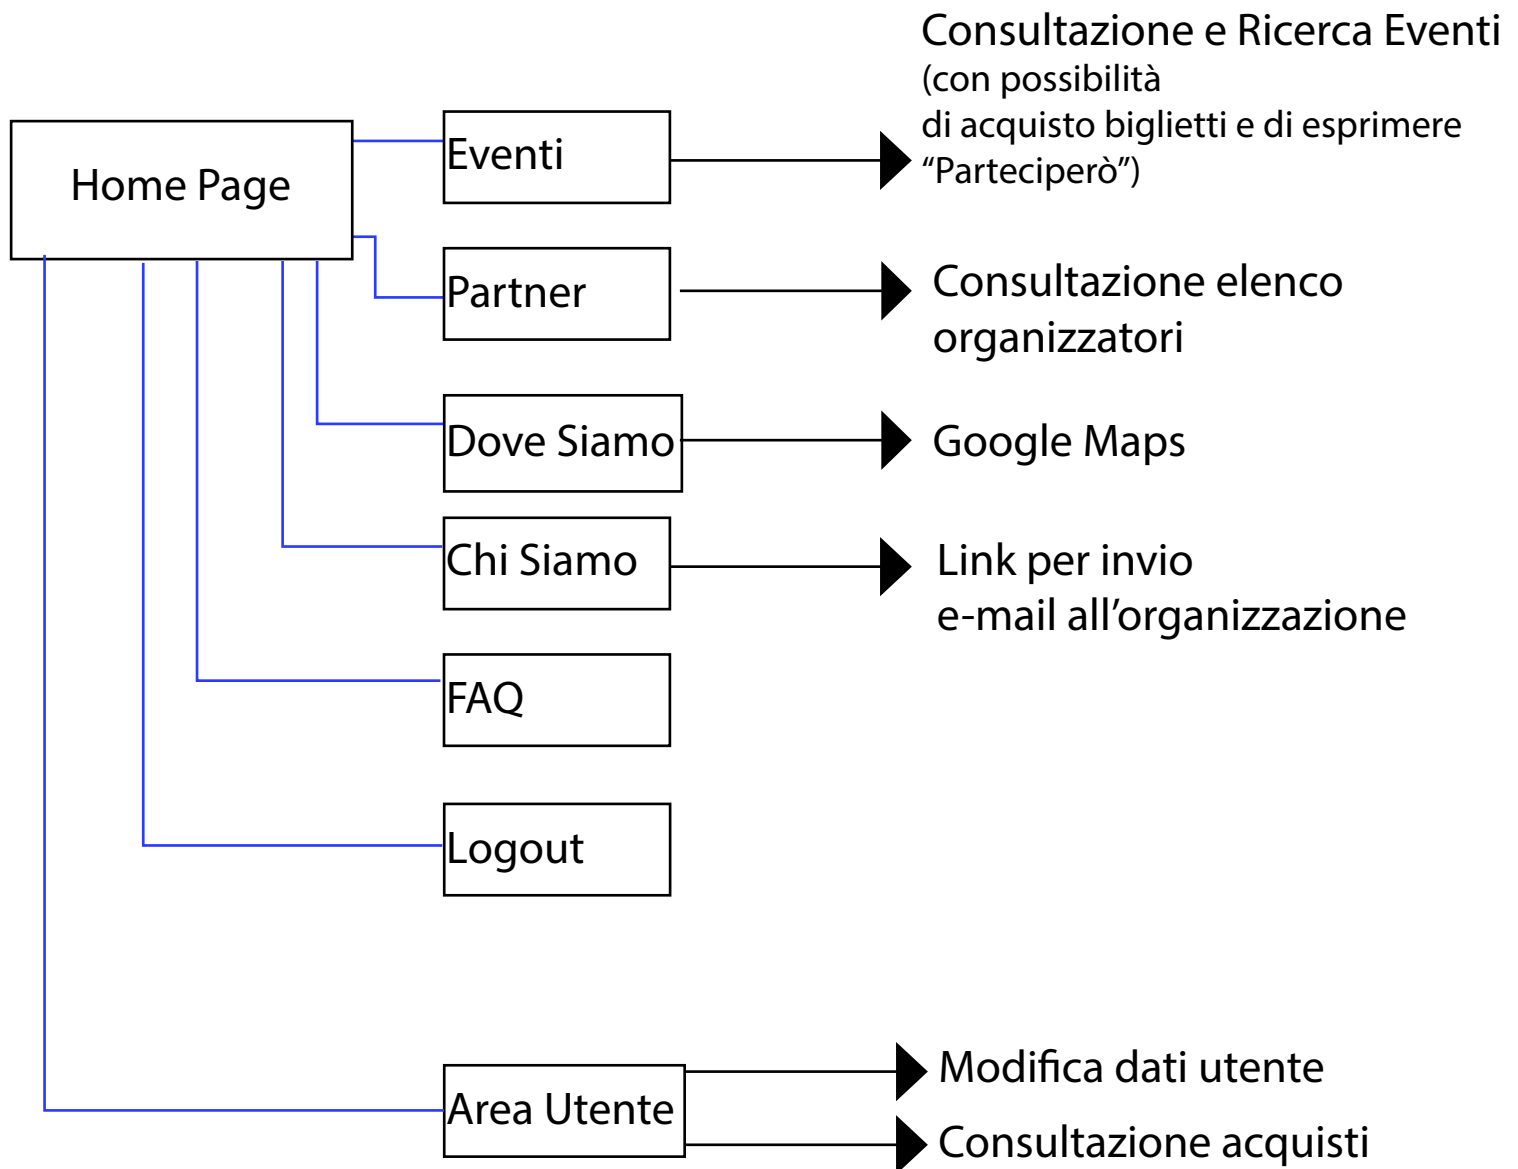 Consultazione e Ricerca Eventi
(con possibilità
di acquisto biglietti e di esprimere
“Parteciperò”)
Home Page
Eventi
Partner
Consultazione elenco
organizzatori
Dove Siamo
Google Maps
Chi Siamo
Link per invio
e-mail all’organizzazione
FAQ
Logout
Area Utente
Modifica dati utente
Consultazione acquisti